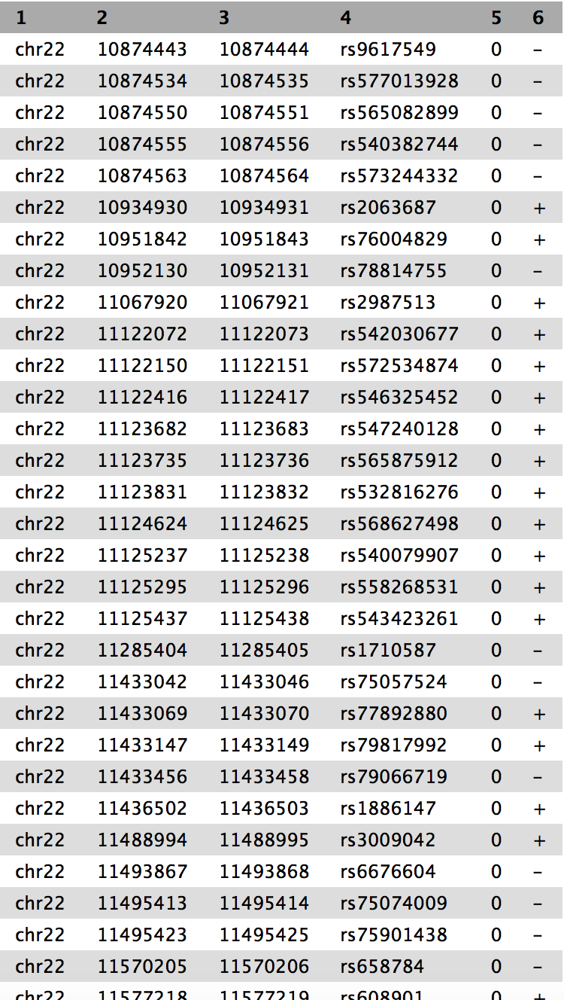 1 2 3 4 5 6
chr22 10874443 10874444 rs9617549 0 -
chr22 10874534 10874535 rs577013928 0 -
chr22 10874550 10874551 rs565082899 0 -
chr22 10874555 10874556 rs540382744 0 -
chr22 10874563 10874564 rs573244332 0 -
chr22 10934930 10934931 rs2063687 0 +
chr22 10951842 10951843 rs76004829 0 +
chr22 10952130 10952131 rs78814755 0 -
chr22 11067920 11067921 rs2987513 0 +
chr22 11122072 11122073 rs542030677 0 +
chr22 11122150 11122151 rs572534874 0 +
chr22 11122416 11122417 rs546325452 0 +
chr22 11123682 11123683 rs547240128 0 +
chr22 11123735 11123736 rs565875912 0 +
chr22 11123831 11123832 rs532816276 0 +
chr22 11124624 11124625 rs568627498 0 +
chr22 11125237 11125238 rs540079907 0 +
chr22 11125295 11125296 rs558268531 0 +
chr22 11125437 11125438 rs543423261 0 +
chr22 11285404 11285405 rs1710587 0 -
chr22 11433042 11433046 rs75057524 0 -
chr22 11433069 11433070 rs77892880 0 +
chr22 11433147 11433149 rs79817992 0 +
chr22 11433456 11433458 rs79066719 0 -
chr22 11436502 11436503 rs1886147 0 +
chr22 11488994 11488995 rs3009042 0 +
chr22 11493867 11493868 rs6676604 0 -
chr22 11495413 11495414 rs75074009 0 -
chr22 11495423 11495425 rs75901438 0 -
chr22 11570205 11570206 rs658784 0 -
chr22 11577218 11577219 rs608901 0 +